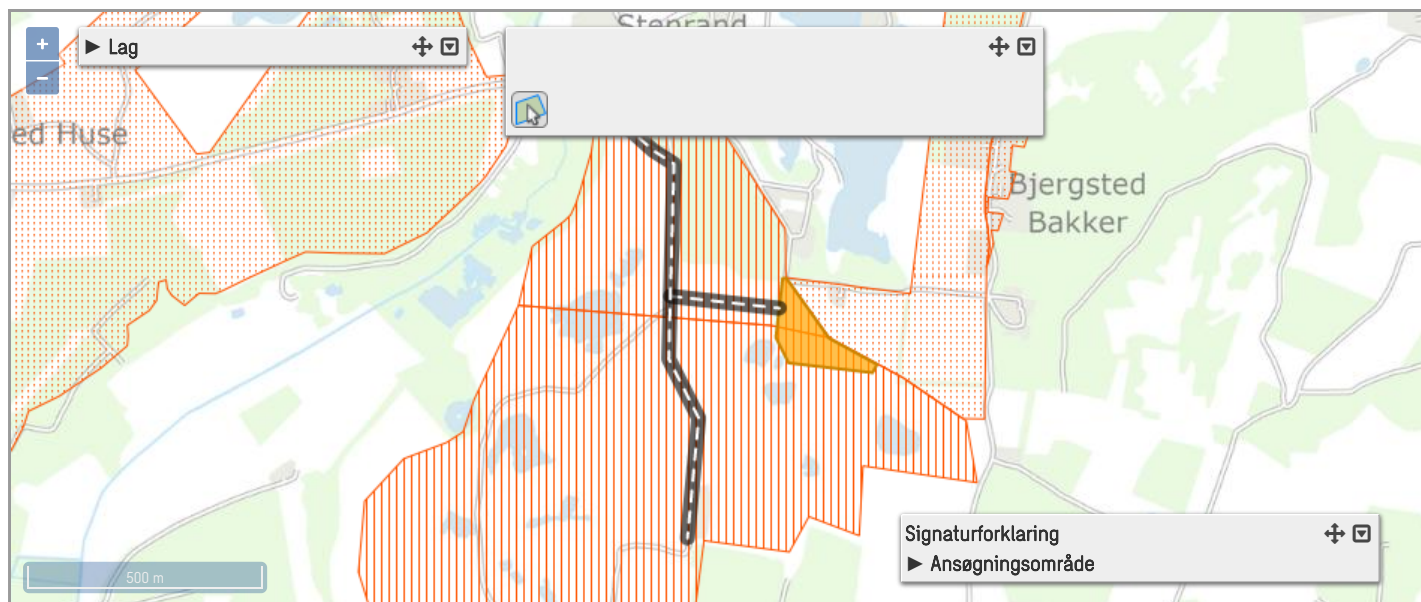 Stenrand
+
Lag
−
ed Huse
Bjergsted
Bakker
Signaturforklaring
Ansøgningsområde
500 m